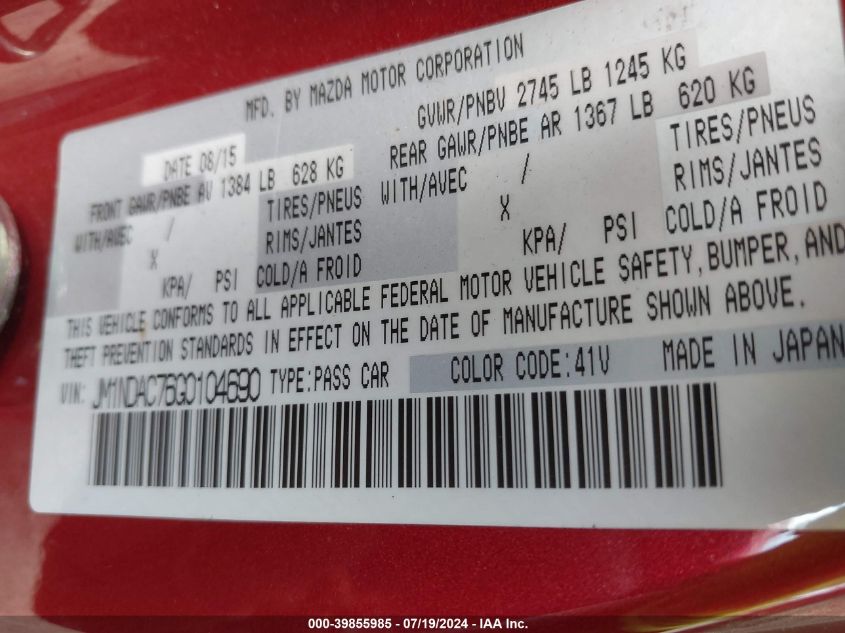 MFD. BY MAZDA MOTOR CORPORATION
DATE 08/15 GVWR/PNBV 2745 LB 1245 KG
FRONT GAWR/PNBE AV 1384 LB 628 KG REAR GAWR/PNBE AR 1367 LB 620 KG
WITH/AVEC / TIRES/PNEUS WITH/AVEC / TIRES/PNEUS
X RIMS/JANTES X RIMS/JANTES
KPA/ PSI COLD/A FROID KPA/ PSI COLD/A FROID
THIS VEHICLE CONFORMS TO ALL APPLICABLE FEDERAL MOTOR VEHICLE SAFETY, BUMPER, AND
THEFT PREVENTION STANDARDS IN EFFECT ON THE DATE OF MANUFACTURE SHOWN ABOVE.
VIN: JM1NDAC76G0104690 TYPE:PASS CAR COLOR CODE:41V MADE IN JAPAN
000-39855985 - 07/19/2024 - IAA Inc.